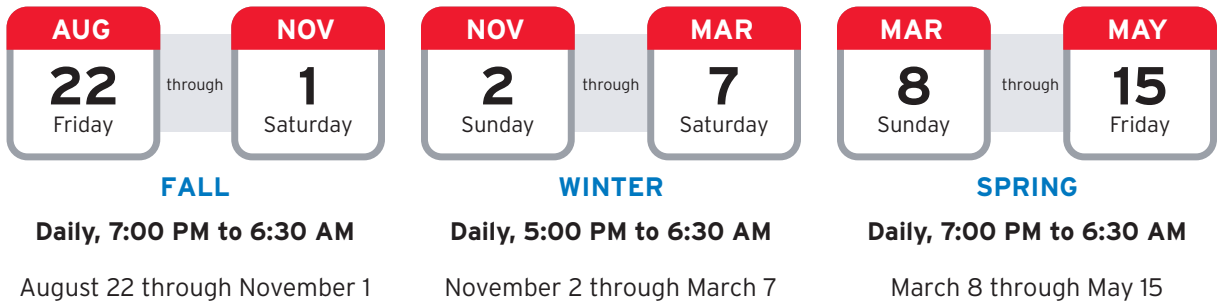 AUG
22
Friday
through
NOV
1
Saturday
FALL
Daily, 7:00 PM to 6:30 AM
August 22 through November 1
NOV
2
Sunday
through
MAR
7
Saturday
WINTER
Daily, 5:00 PM to 6:30 AM
November 2 through March 7
MAR
8
Sunday
through
MAY
15
Friday
SPRING
Daily, 7:00 PM to 6:30 AM
March 8 through May 15